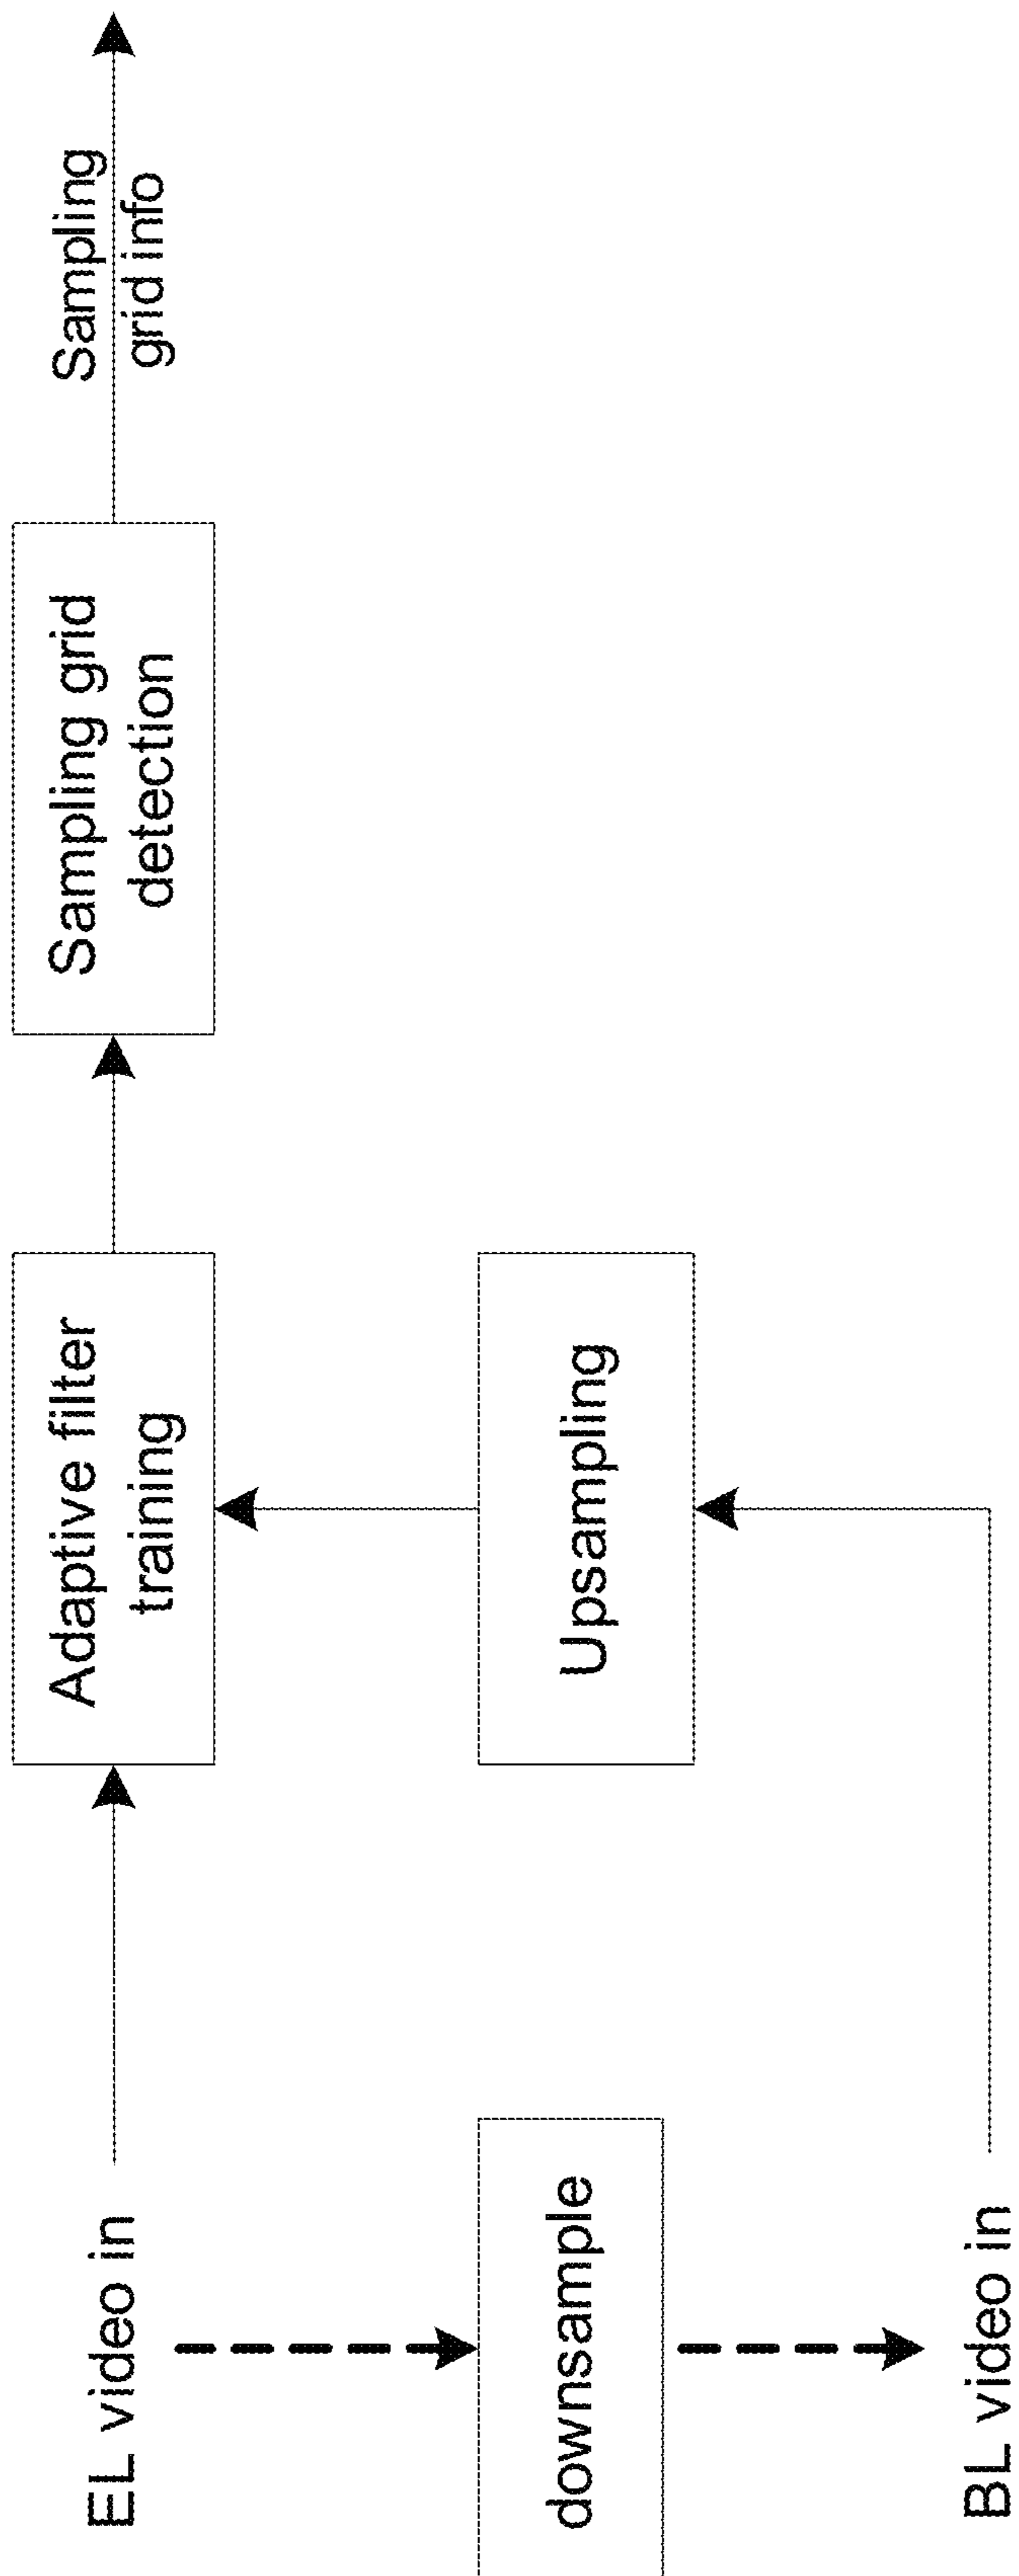 EL video in
downsample
BL video in
Adaptive filter
training
Upsampling
Sampling grid
detection
Sampling
grid info